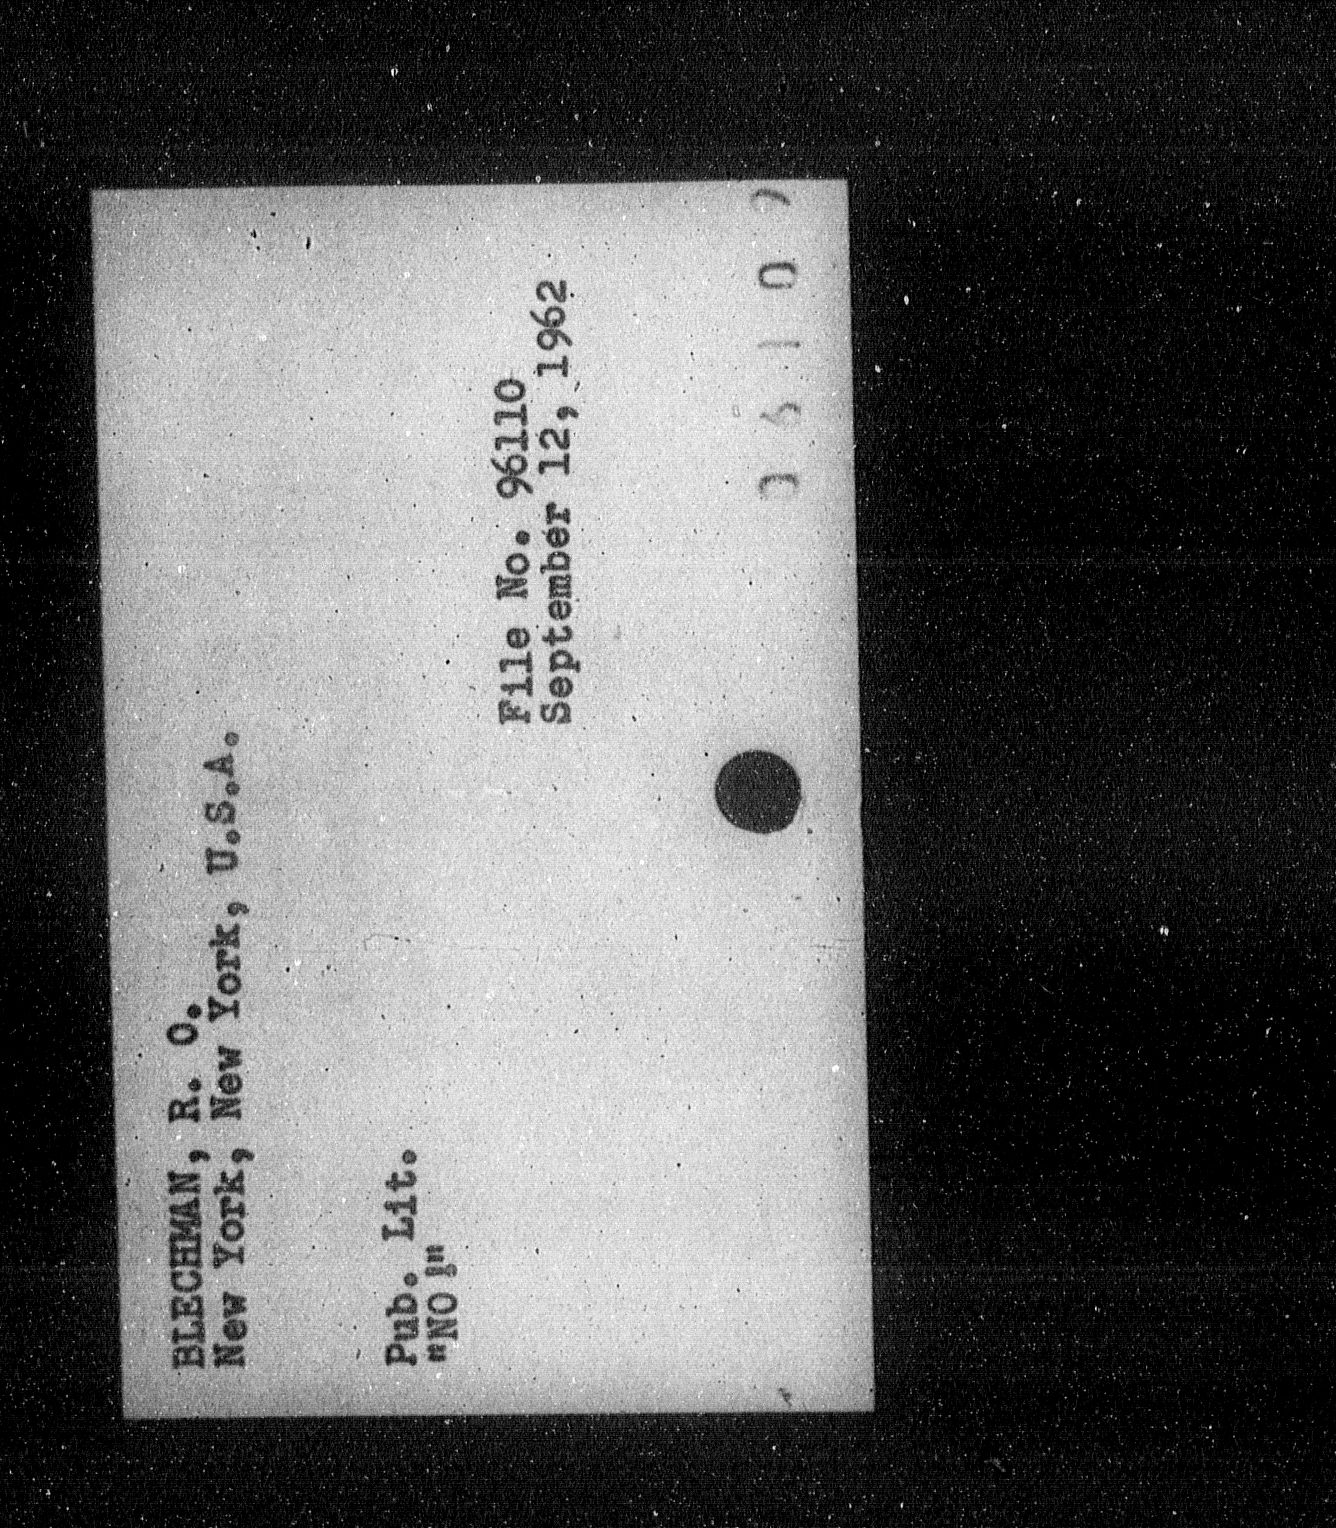 BLECHMAN, R. O.
New York, New York, U.S.A.
Pub. Lit.
"NO!"
File No. 96110
September 12, 1962